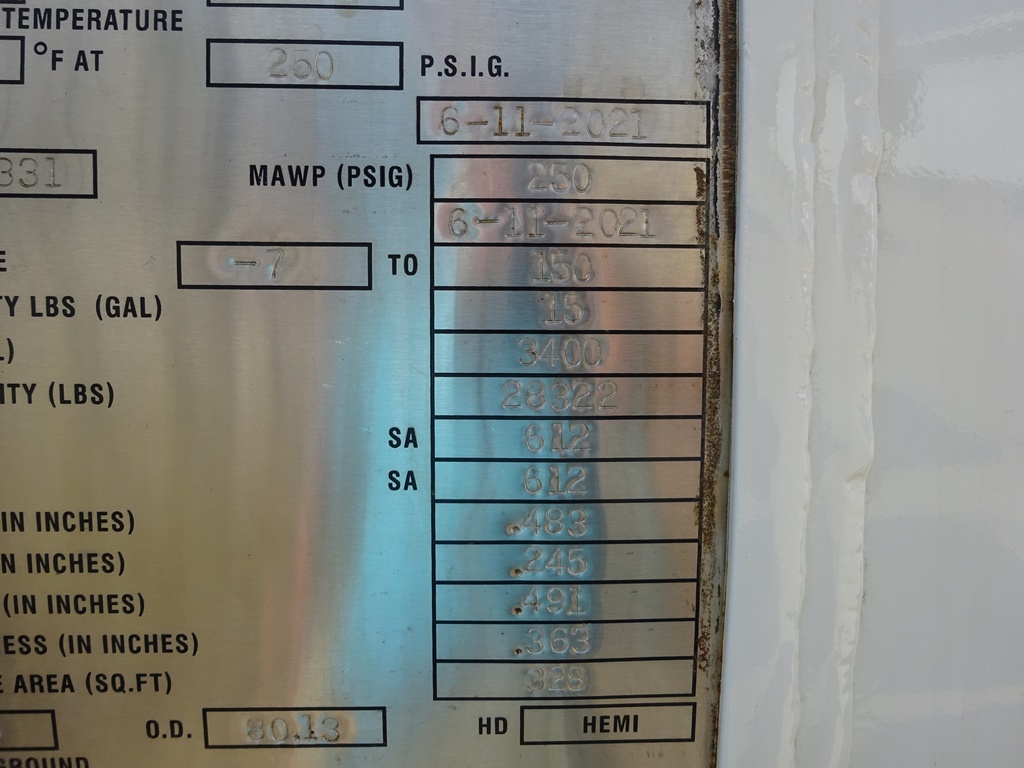 TEMPERATURE
°F AT 250 P.S.I.G.
6-11-2021
331 MAWP (PSIG) 250
6-11-2021
E -7 TO 150
TY LBS (GAL) 15
L) 3400
ITY (LBS) 28322
SA 612
SA 612
IN INCHES) .483
N INCHES) .245
(IN INCHES) .491
ESS (IN INCHES) .363
E AREA (SQ.FT) 328
O.D. 80.13 HD HEMI
GROUND